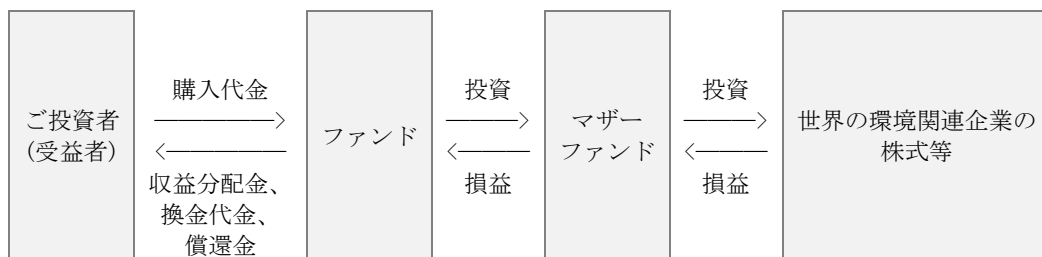 ご投資者
(受益者)
購入代金
収益分配金、
換金代金、
償還金
ファンド
投資
損益
マザー
ファンド
投資
損益
世界の環境関連企業の
株式等